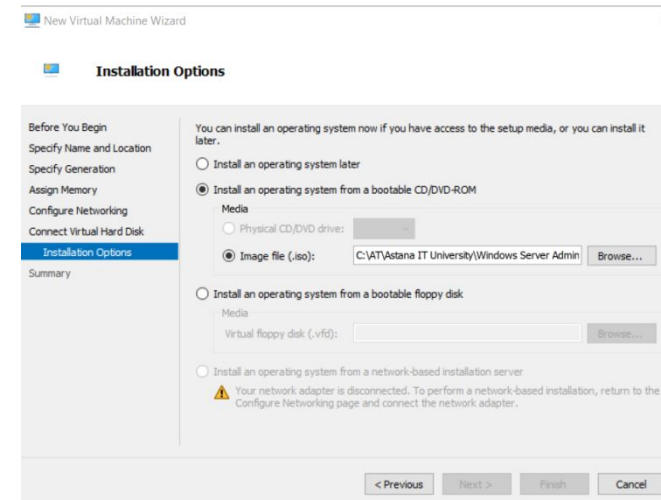 New Virtual Machine Wizard
Installation Options
Before You Begin
Specify Name and Location
Specify Generation
Assign Memory
Configure Networking
Connect Virtual Hard Disk
Installation Options
Summary
You can install an operating system now if you have access to the setup media, or you can install it
later.
Install an operating system later
Install an operating system from a bootable CD/DVD-ROM
Media
Physical CD/DVD drive:
Image file (.iso): C:\AT\Astana IT University\Windows Server Admin Browse...
Install an operating system from a bootable floppy disk
Media
Virtual floppy disk (.vfd): Browse...
Install an operating system from a network-based installation server
Your network adapter is disconnected. To perform a network-based installation, return to the
Configure Networking page and connect the network adapter.
< Previous Next > Finish Cancel